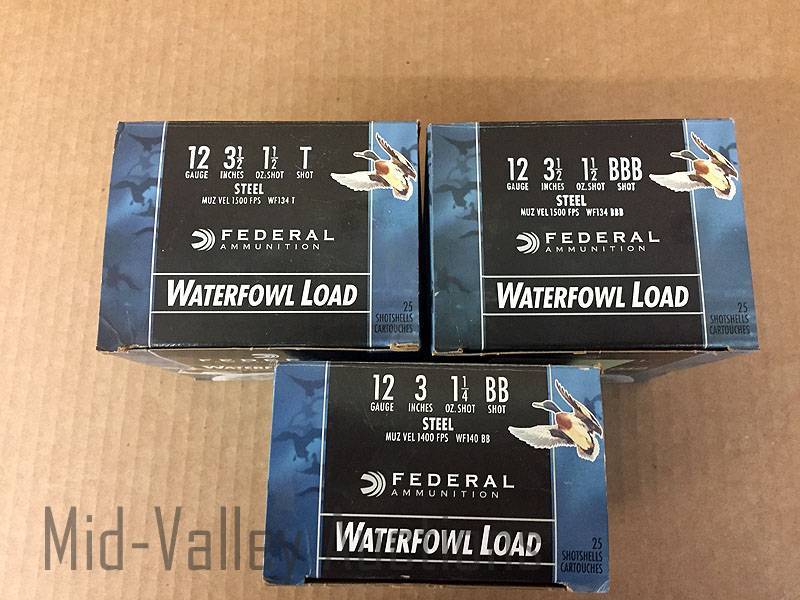 12 3½ 1½ T
GAUGE INCHES OZ.SHOT SHOT
STEEL
MUZ VEL 1500 FPS WF134 T
FEDERAL
AMMUNITION
WATERFOWL LOAD
25
SHOTSHELLS
CARTOUCHES
12 3½ 1½ BBB
GAUGE INCHES OZ.SHOT SHOT
STEEL
MUZ VEL 1500 FPS WF134 BBB
FEDERAL
AMMUNITION
WATERFOWL LOAD
25
SHOTSHELLS
CARTOUCHES
FEDERAL
12 3 1¼ BB
GAUGE INCHES OZ.SHOT SHOT
STEEL
MUZ VEL 1400 FPS WF140 BB
FEDERAL
AMMUNITION
WATERFOWL LOAD
25
SHOTSHELLS
CARTOUCHES
Mid-Valley